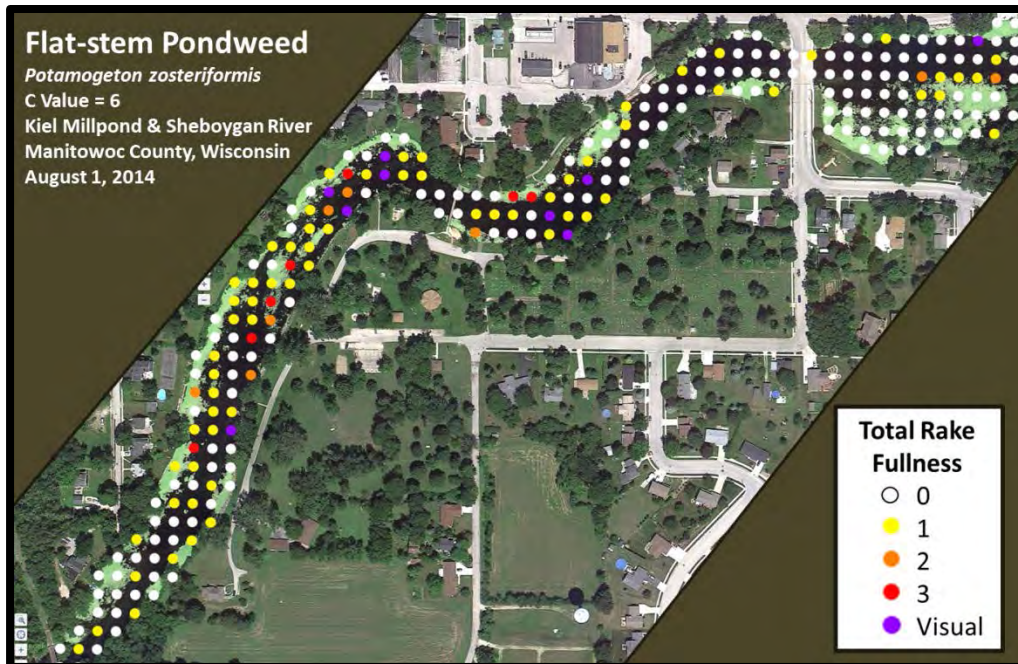 Flat-stem Pondweed
Potamogeton zosteriformis
C Value = 6
Kiel Millpond & Sheboygan River
Manitowoc County, Wisconsin
August 1, 2014
Total Rake
Fullness
0
1
2
3
Visual